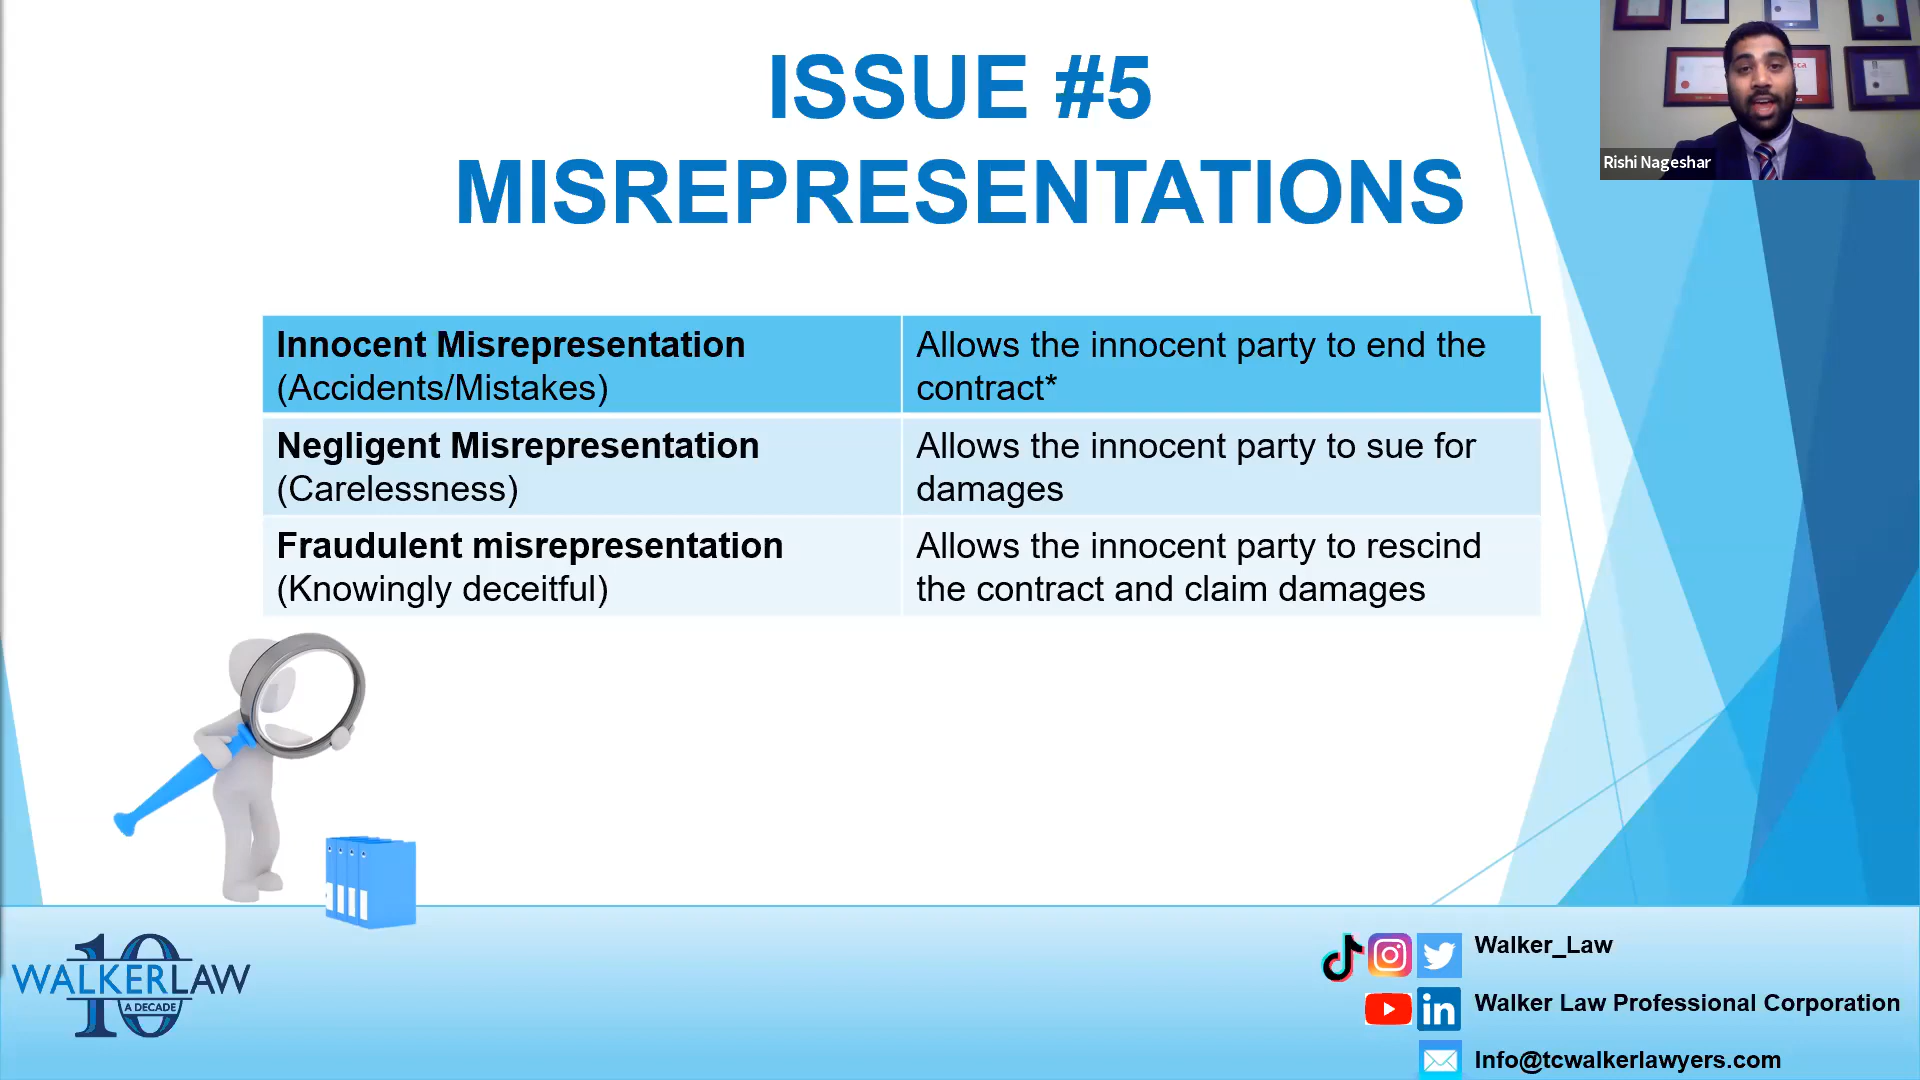 ISSUE #5
MISREPRESENTATIONS
Rishi Nageshar
Innocent Misrepresentation
(Accidents/Mistakes)
Allows the innocent party to end the
contract*
Negligent Misrepresentation
(Carelessness)
Allows the innocent party to sue for
damages
Fraudulent misrepresentation
(Knowingly deceitful)
Allows the innocent party to rescind
the contract and claim damages
10
WALKERLAW
A DECADE
Walker_Law
Walker Law Professional Corporation
Info@tcwalkerlawyers.com